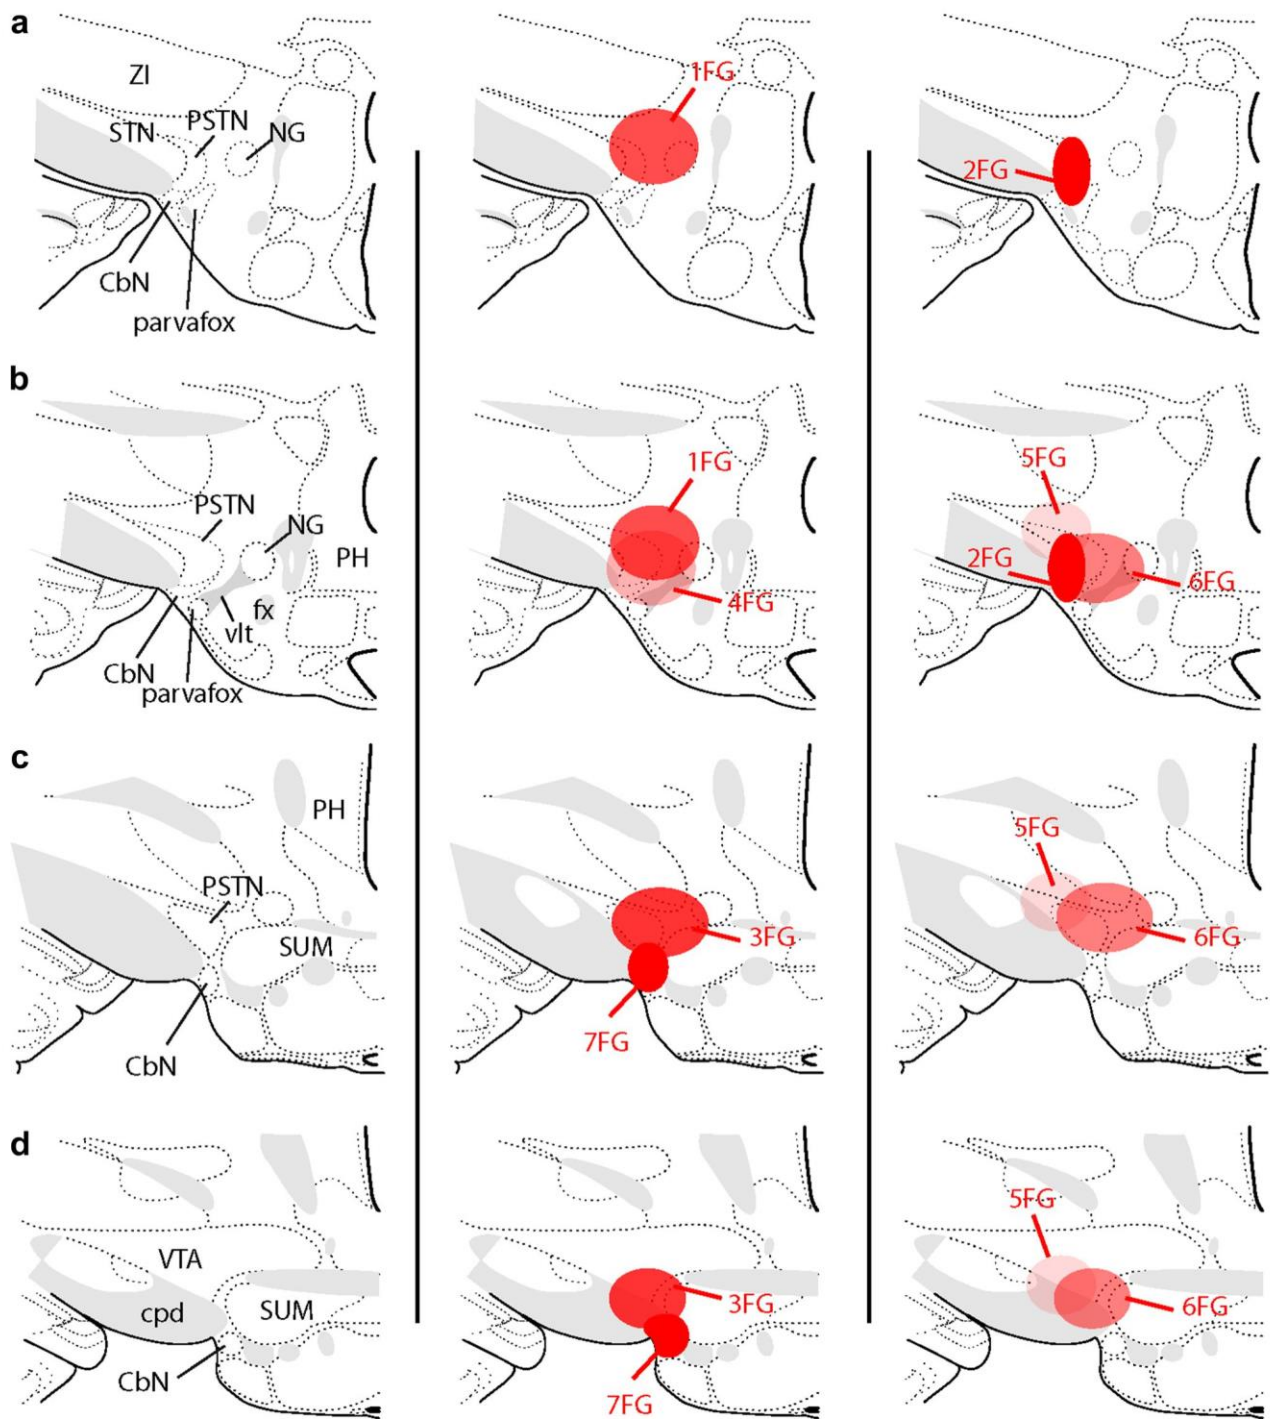 a
ZI
STN
PSTN
NG
CbN
parvafox
1FG
2FG
b
PSTN
NG
PH
fx
vlt
CbN
parvafox
1FG
4FG
5FG
2FG
6FG
c
PH
PSTN
SUM
CbN
3FG
7FG
5FG
6FG
d
VTA
cpd
SUM
CbN
3FG
7FG
5FG
6FG